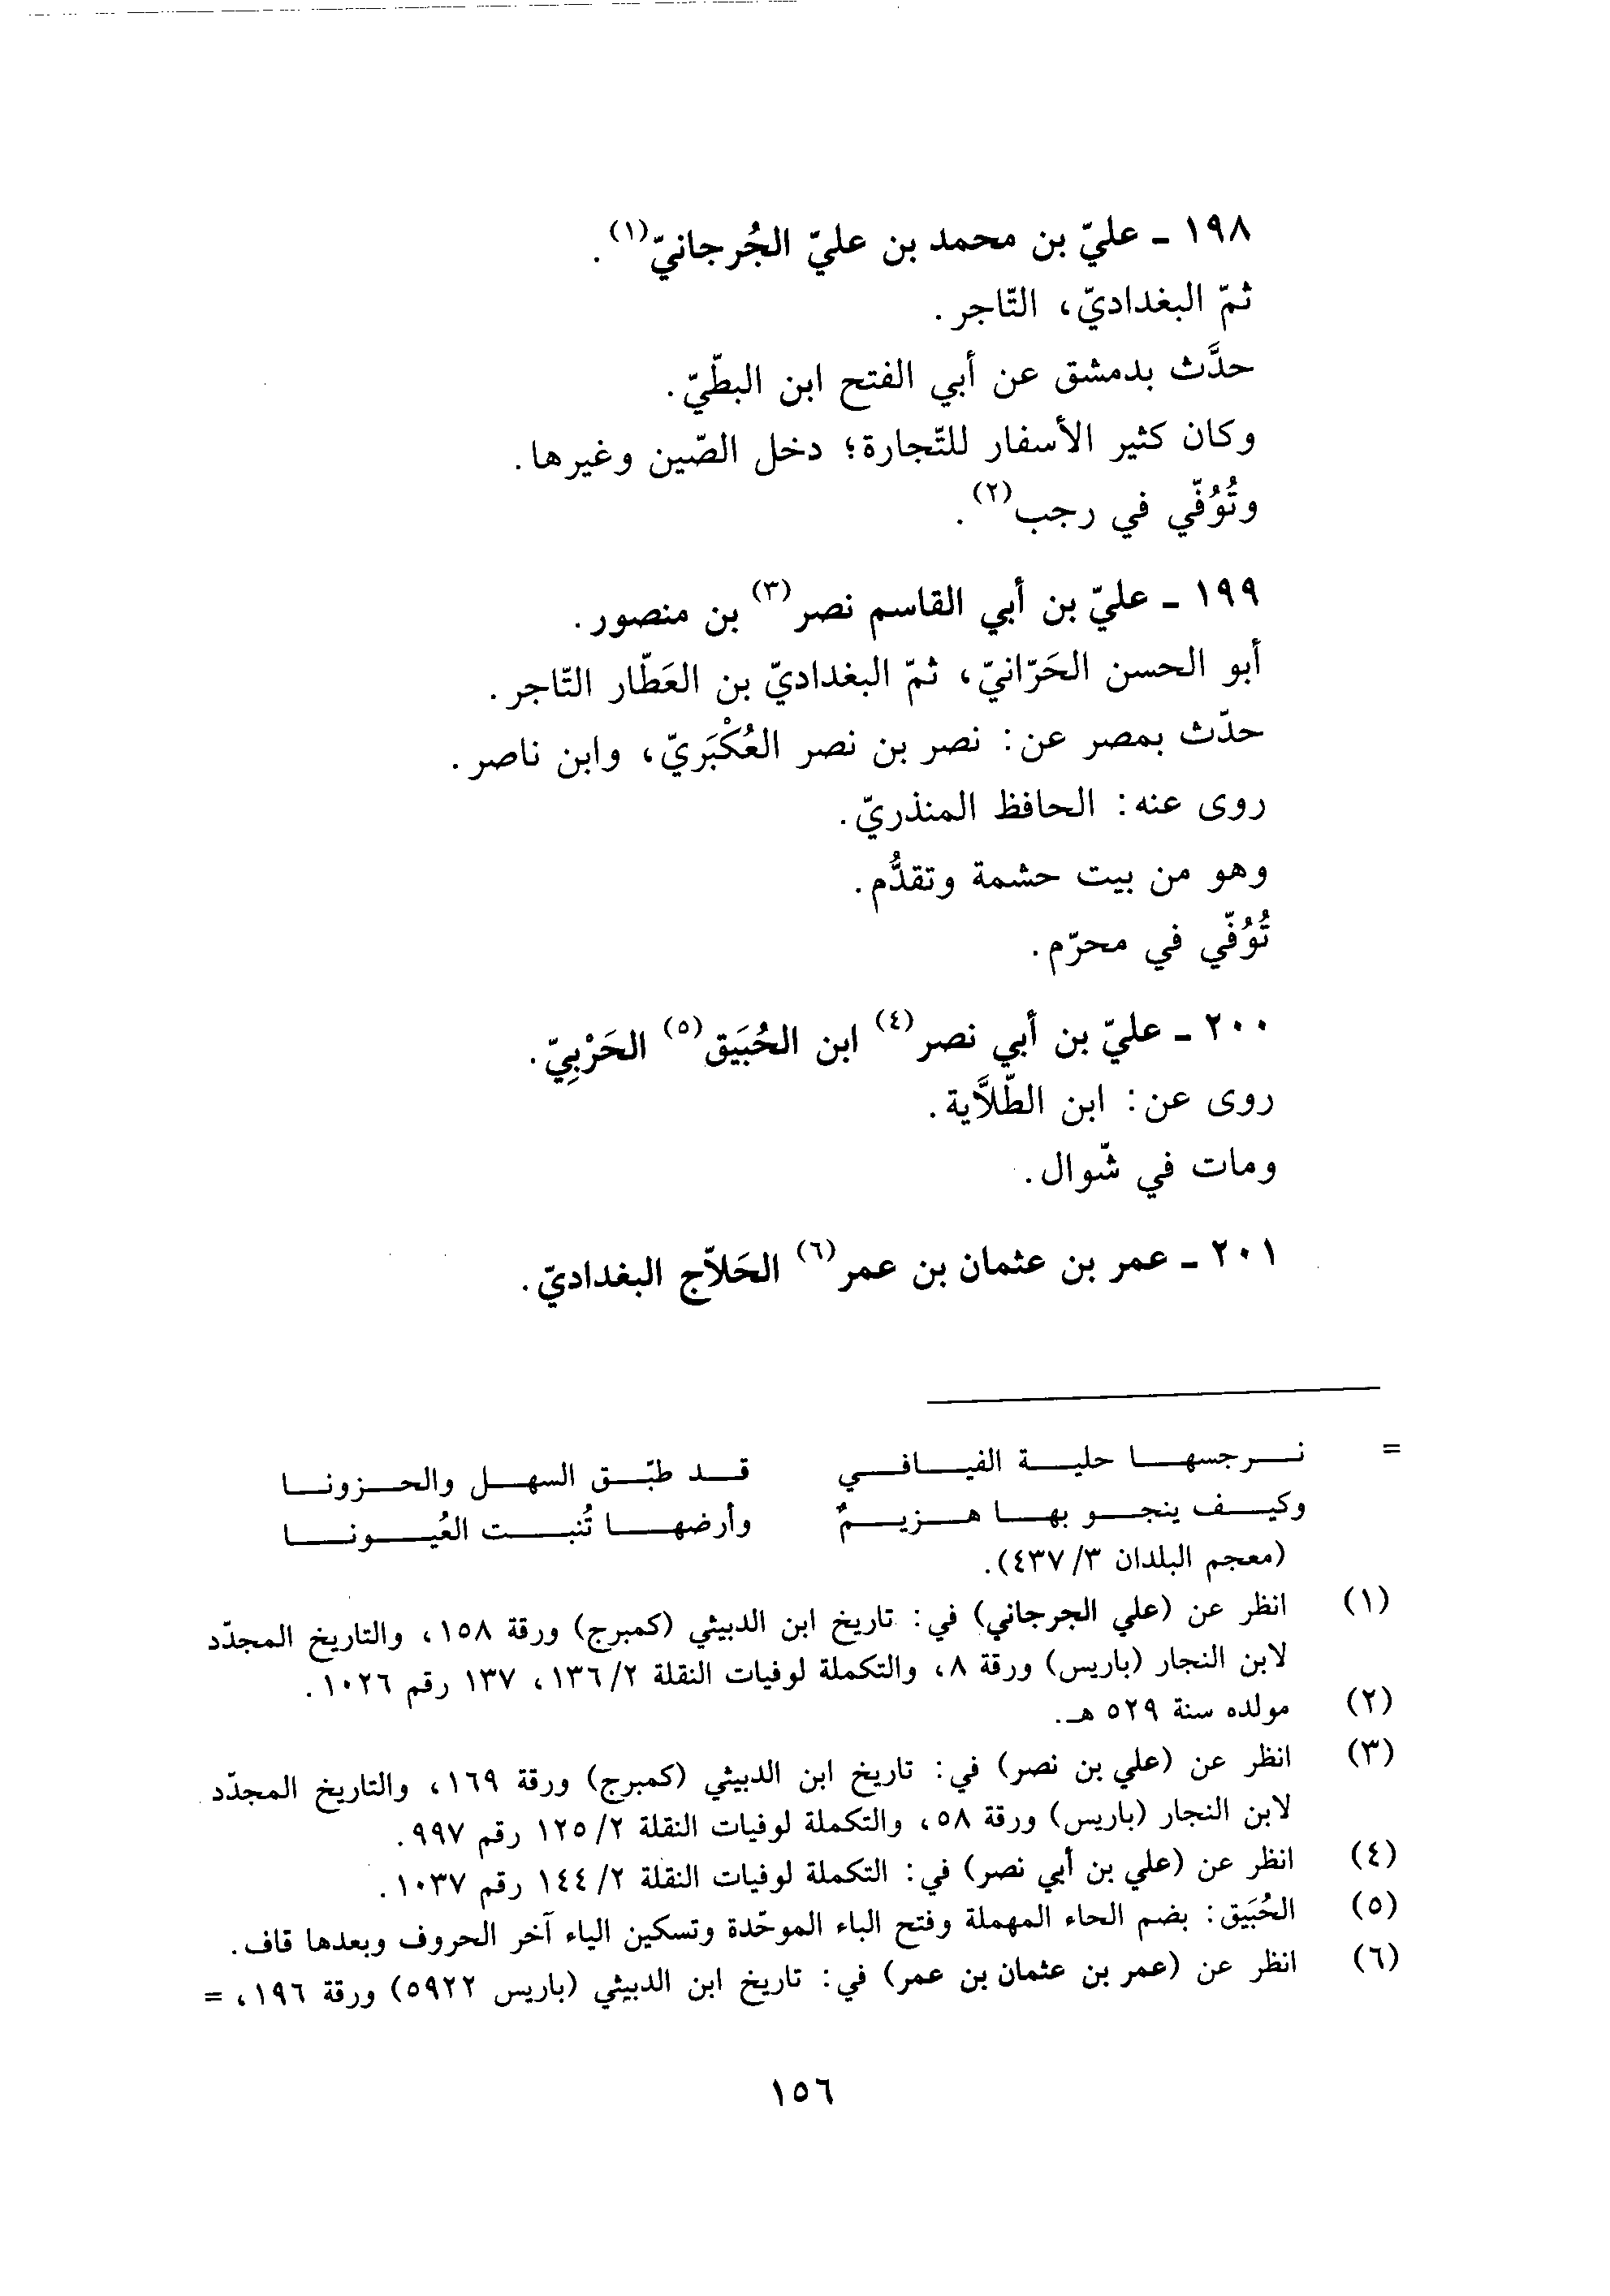 ١٩٨ ـ عليّ بن محمد بن عليّ الجُرجانيّ(١).
ثمّ البغداديّ، التّاجر.
حدَّث بدمشق عن أبي الفتح ابن البطّيّ.
وكان كثير الأسفار للتّجارة؛ دخل الصّين وغيرها.
وتُوُفّي في رجب(٢).
١٩٩ ـ عليّ بن أبي القاسم نصر(٣) بن منصور.
أبو الحسن الحَرّانيّ، ثمّ البغداديّ بن العَطّار التّاجر.
حدّث بمصر عن: نصر بن نصر العُكْبَريّ، وابن ناصر.
روى عنه: الحافظ المنذريّ.
وهو من بيت حشمة وتقدُّم.
تُوُفّي في محرّم.
٢٠٠ ـ عليّ بن أبي نصر(٤) ابن الحُبَيق(٥) الحَرْبيّ.
روى عن: ابن الطّلَّاية.
ومات في شّوال.
٢٠١ ـ عمر بن عثمان بن عمر(٦) الحَلاّج البغداديّ.
= نرجسها حلية الفيافي قد طبّق السهل والحزونا
وكيف ينجو بها هزيمٌ وأرضها تُنبت العُيونا
(معجم البلدان ٣/ ٤٣٧).
(١) انظر عن (علي الجرجاني) في: تاريخ ابن الدبيثي (كمبرج) ورقة ١٥٨، والتاريخ المجدّد
لابن النجار (باريس) ورقة ٨، والتكملة لوفيات النقلة ٢/ ١٣٦، ١٣٧ رقم ١٠٢٦.
(٢) مولده سنة ٥٢٩ هـ.
(٣) انظر عن (علي بن نصر) في: تاريخ ابن الدبيثي (كمبرج) ورقة ١٦٩، والتاريخ المجدّد
لابن النجار (باريس) ورقة ٥٨، والتكملة لوفيات النقلة ٢/ ١٢٥ رقم ٩٩٧.
(٤) انظر عن (علي بن أبي نصر) في: التكملة لوفيات النقلة ٢/ ١٤٤ رقم ١٠٣٧.
(٥) الحُبَيق: بضم الحاء المهملة وفتح الباء الموحّدة وتسكين الياء آخر الحروف وبعدها قاف.
(٦) انظر عن (عمر بن عثمان بن عمر) في: تاريخ ابن الدبيثي (باريس ٥٩٢٢) ورقة ١٩٦، =
١٥٦